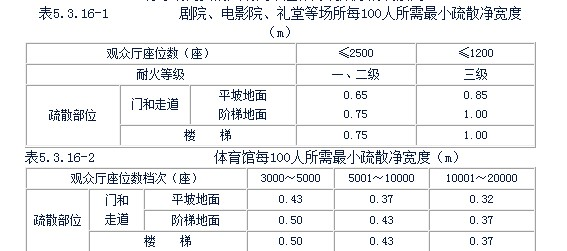 表5.3.16-1 剧院、电影院、礼堂等场所每100人所需最小疏散净宽度
（m）
观众厅座位数（座） ≤2500 ≤1200
耐火等级 一、二级 三级
疏散部位 门和走道 平坡地面 0.65 0.85
阶梯地面 0.75 1.00
楼 梯 0.75 1.00
表5.3.16-2 体育馆每100人所需最小疏散净宽度（m）
观众厅座位数档次（座） 3000～5000 5001～10000 10001～20000
疏散部位 门和走道 平坡地面 0.43 0.37 0.32
阶梯地面 0.50 0.43 0.37
楼 梯 0.50 0.43 0.37